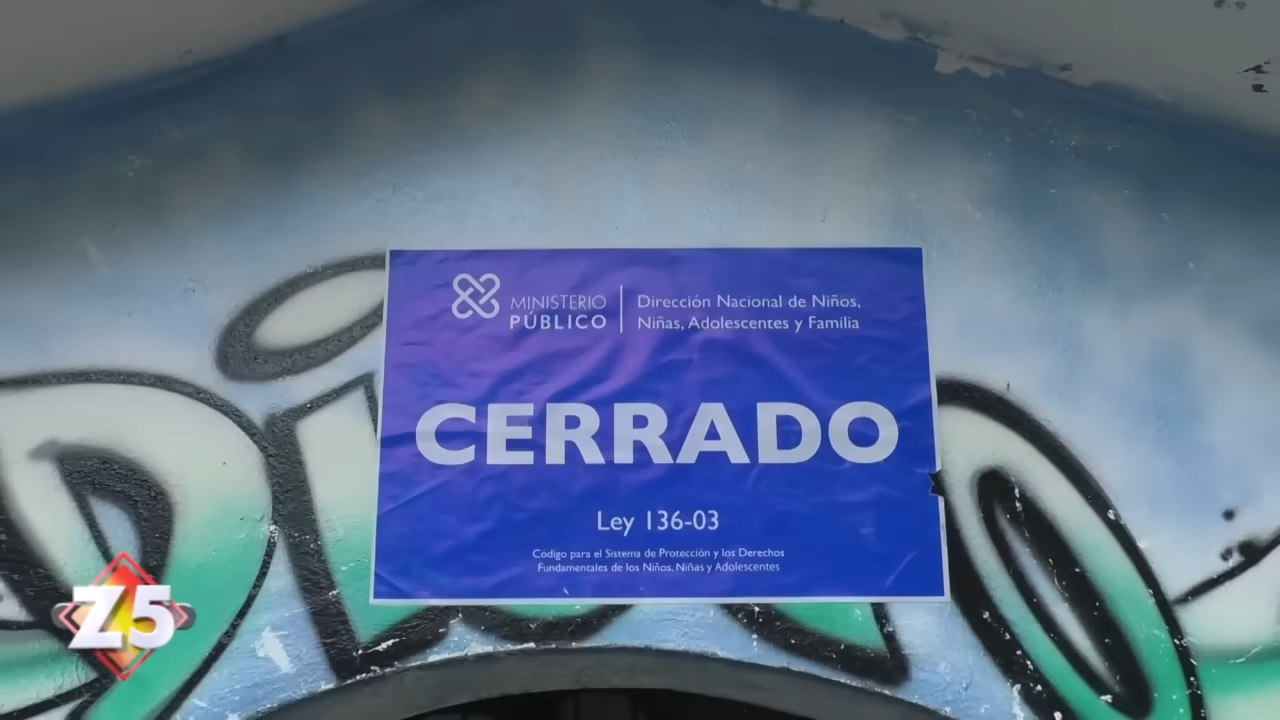 MINISTERIO
PÚBLICO
Dirección Nacional de Niños,
Niñas, Adolescentes y Familia
CERRADO
Ley 136-03
Código para el Sistema de Protección y los Derechos
Fundamentales de los Niños, Niñas y Adolescentes
Z5